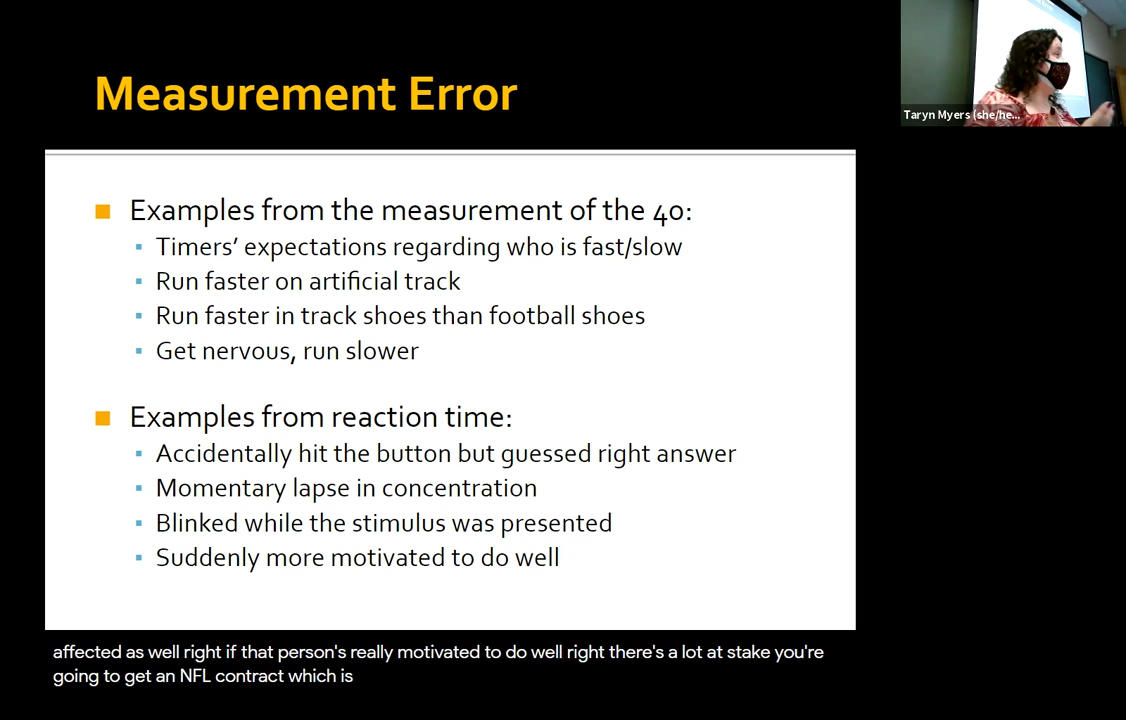 Measurement Error
Taryn Myers (she/he...
Examples from the measurement of the 40:
Timers' expectations regarding who is fast/slow
Run faster on artificial track
Run faster in track shoes than football shoes
Get nervous, run slower
Examples from reaction time:
Accidentally hit the button but guessed right answer
Momentary lapse in concentration
Blinked while the stimulus was presented
Suddenly more motivated to do well
affected as well right if that person's really motivated to do well right there's a lot at stake you're
going to get an NFL contract which is